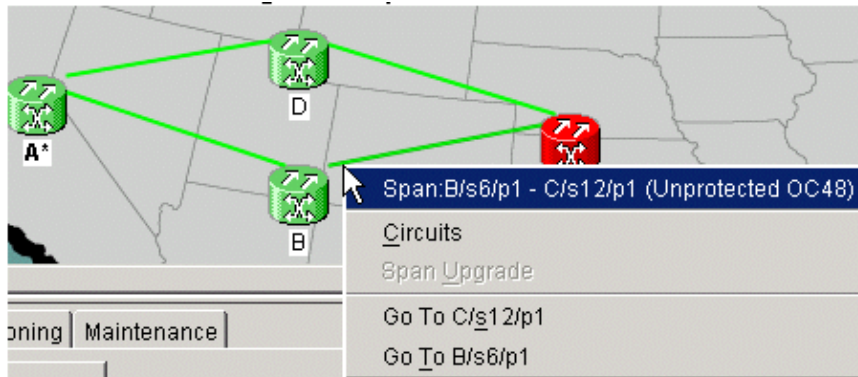 D
A*
B
Span:B/s6/p1 - C/s12/p1 (Unprotected OC48)
Circuits
Span Upgrade
Go To C/s12/p1
Go To B/s6/p1
oning
Maintenance